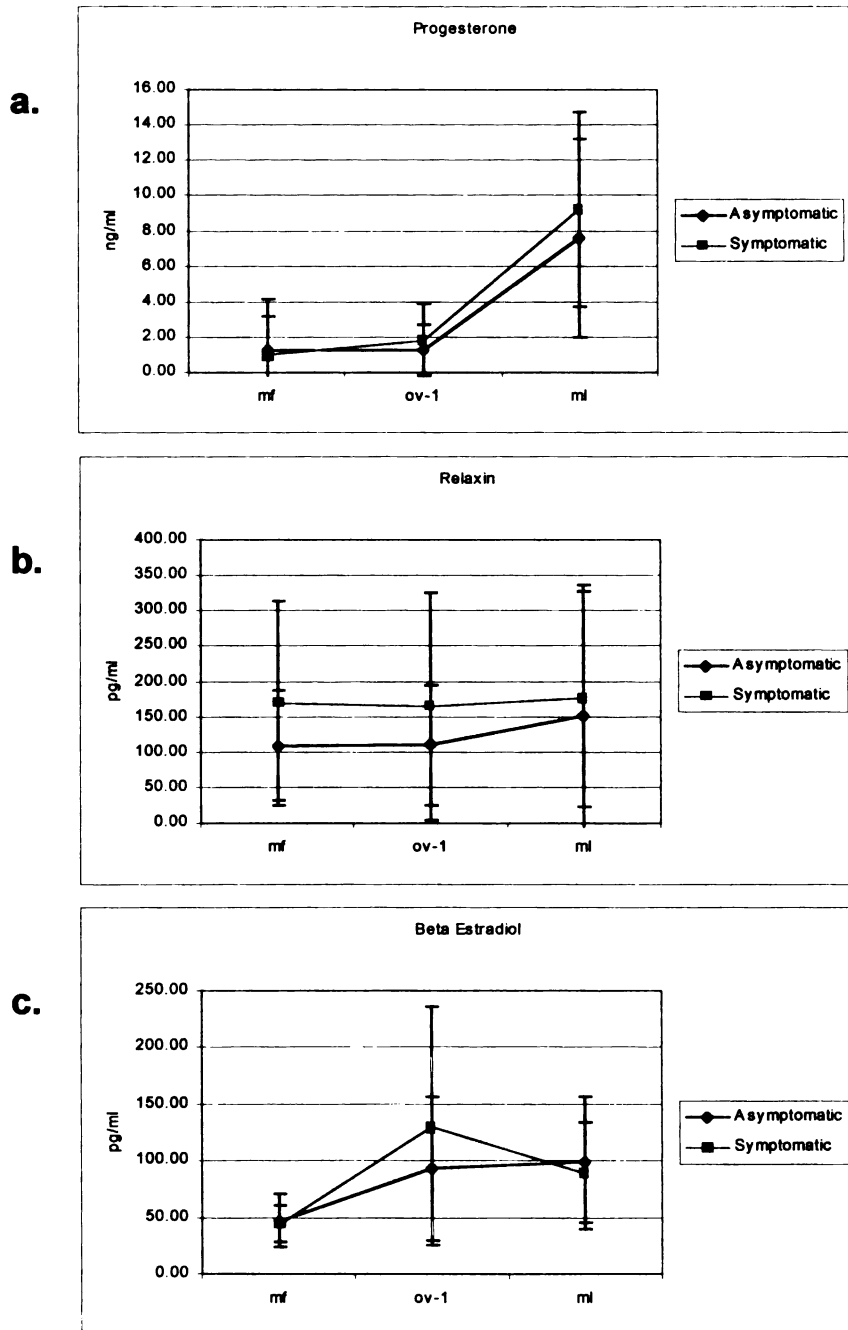 a.
Progesterone
16.00
14.00
12.00
10.00
8.00
6.00
4.00
2.00
0.00
ng/ml
mf ov-1 ml
Asymptomatic
Symptomatic
b.
Relaxin
400.00
350.00
300.00
250.00
200.00
150.00
100.00
50.00
0.00
pg/ml
mf ov-1 ml
Asymptomatic
Symptomatic
c.
Beta Estradiol
250.00
200.00
150.00
100.00
50.00
0.00
pg/ml
mf ov-1 ml
Asymptomatic
Symptomatic